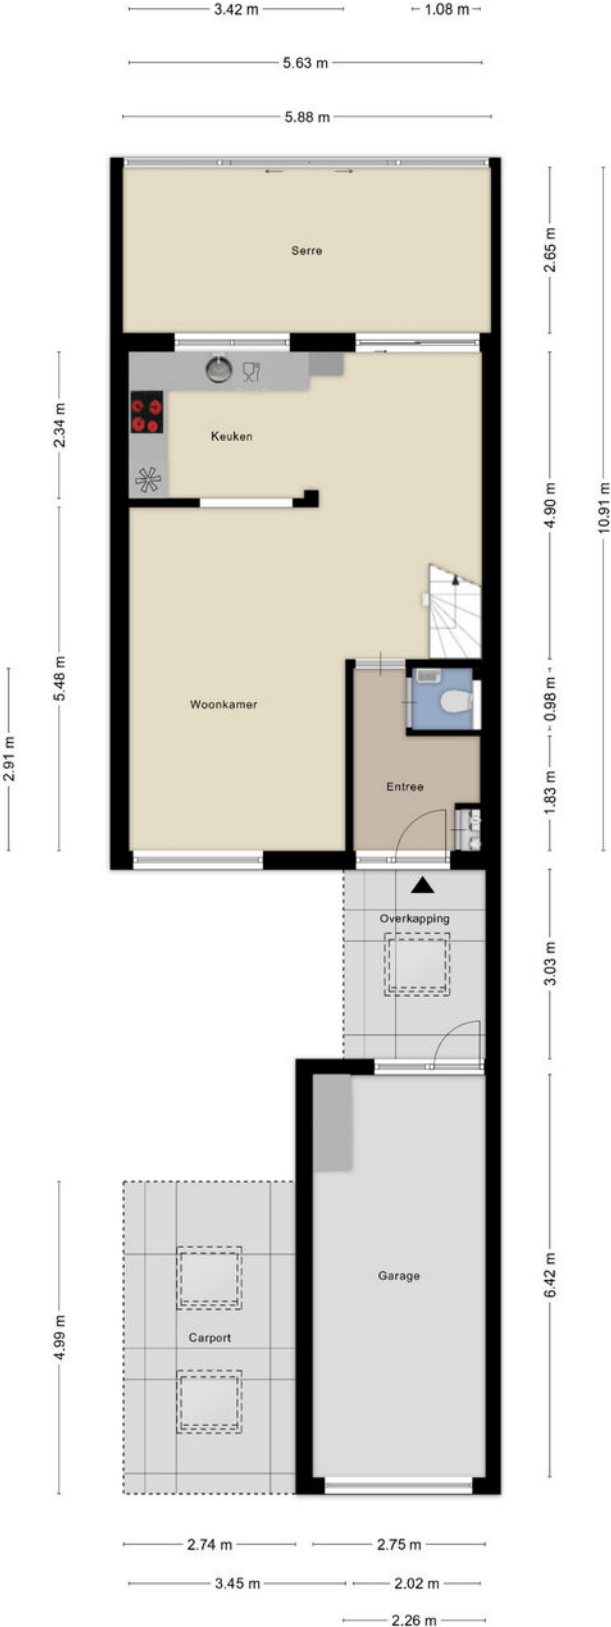 3.42 m
1.08 m
5.63 m
5.88 m
Serre
2.65 m
2.34 m
Keuken
4.90 m
10.91 m
5.48 m
Woonkamer
0.98 m
2.91 m
Entree
1.83 m
Overkapping
3.03 m
Garage
6.42 m
Carport
4.99 m
2.74 m
2.75 m
3.45 m
2.02 m
2.26 m